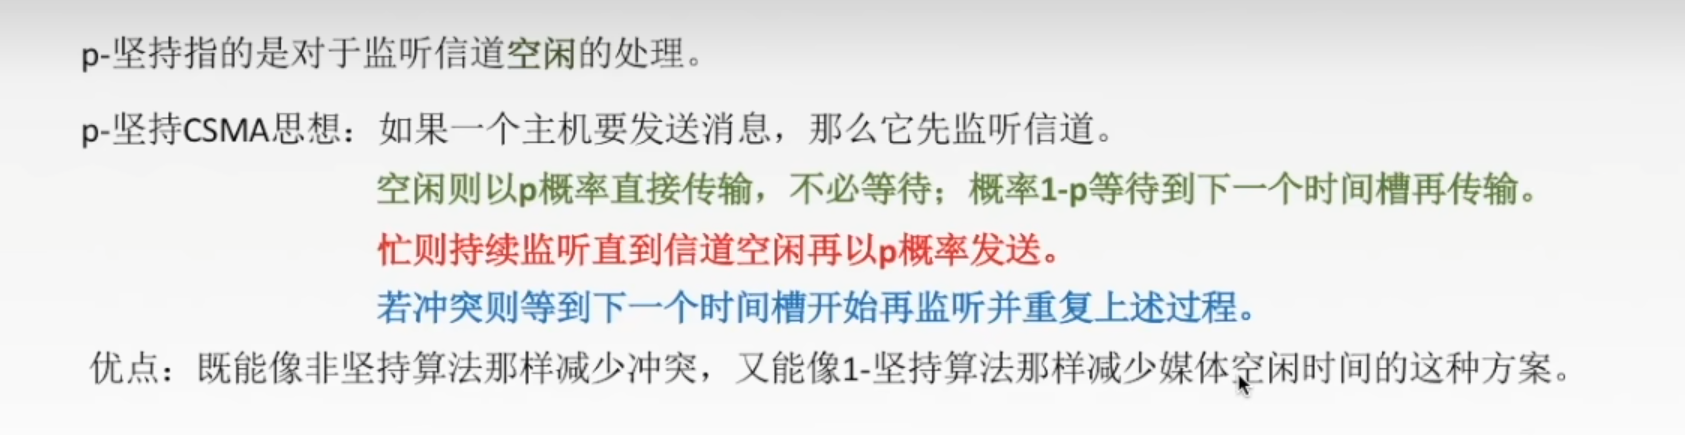 p-坚持指的是对于监听信道空闲的处理。
p-坚持CSMA思想：如果一个主机要发送消息，那么它先监听信道。
空闲则以p概率直接传输，不必等待；概率1-p等待到下一个时间槽再传输。
忙则持续监听直到信道空闲再以p概率发送。
若冲突则等到下一个时间槽开始再监听并重复上述过程。
优点：既能像非坚持算法那样减少冲突，又能像1-坚持算法那样减少媒体空闲时间的这种方案。